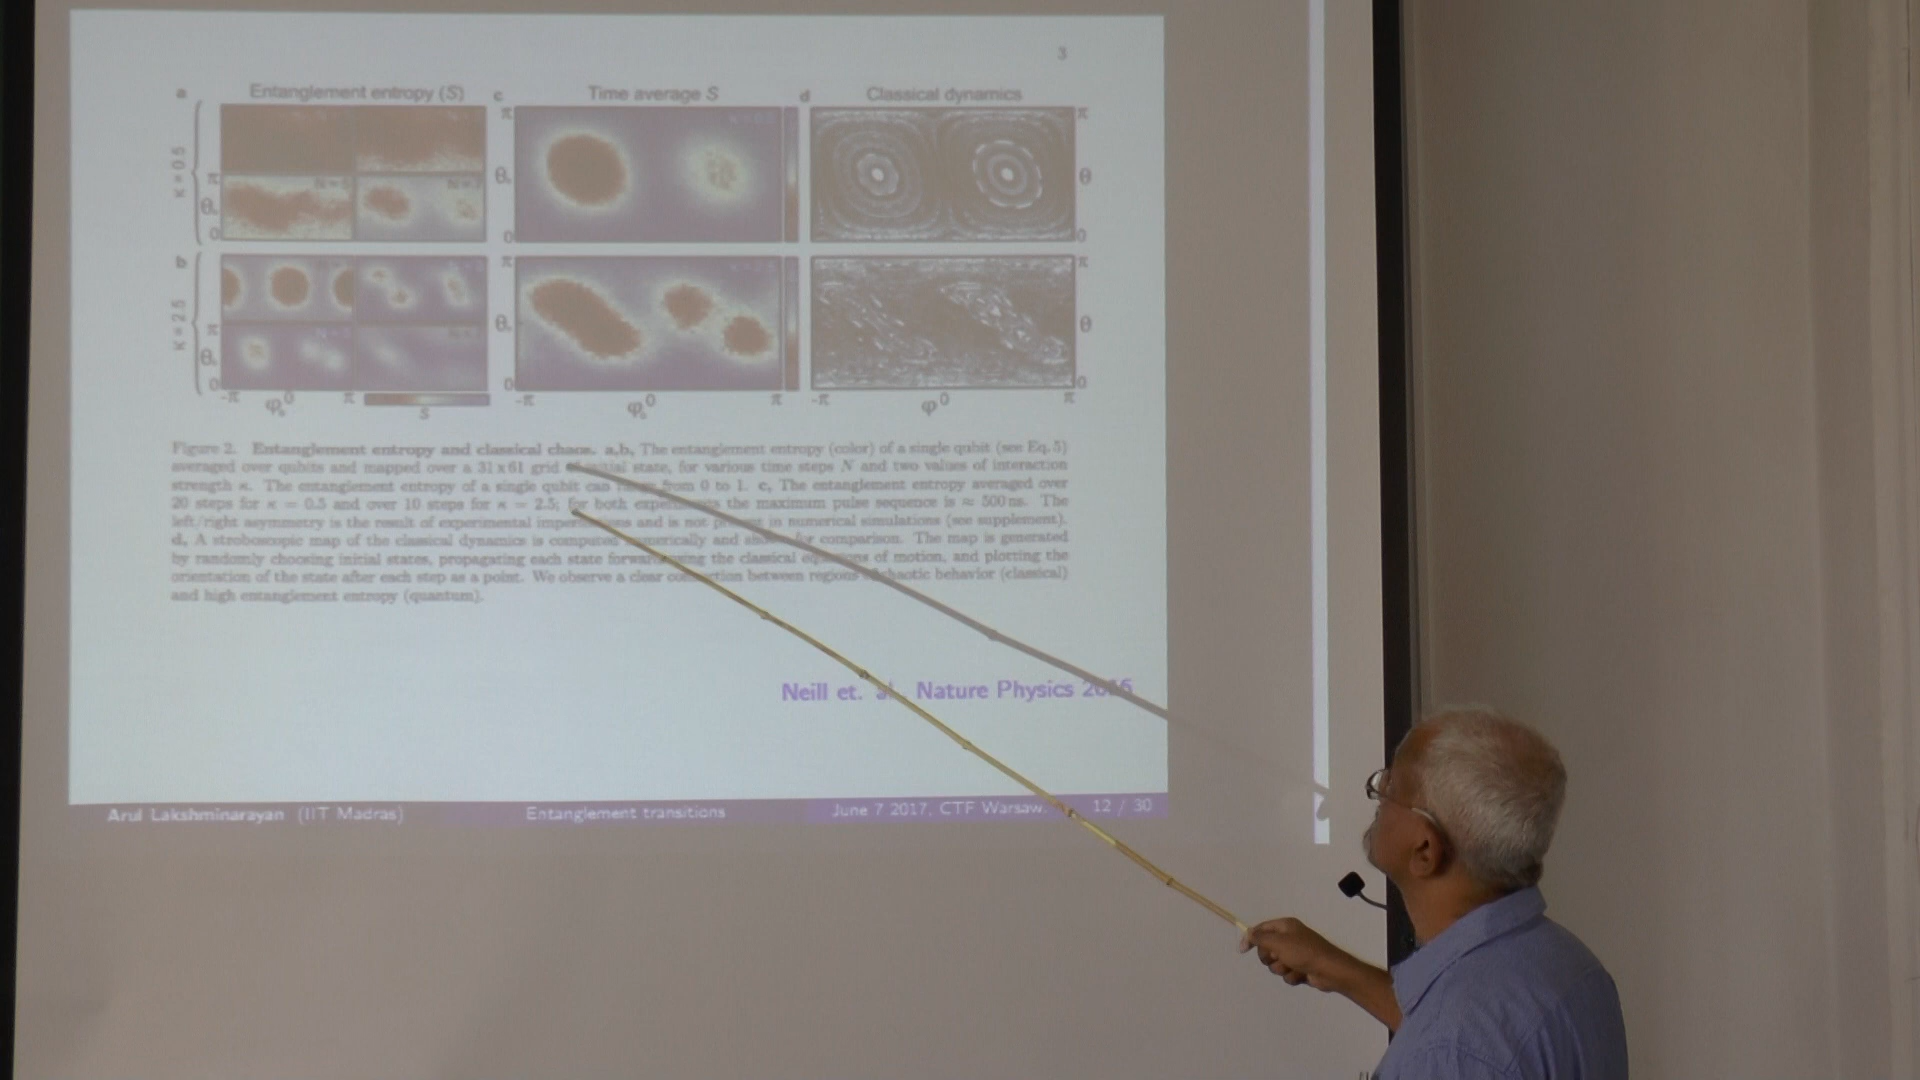 3
a Entanglement entropy (S) c Time average S d Classical dynamics
κ = 0.5
π π π
θ₀ θ₀ θ
0 0 0
b
κ = 2.5
π π π
θ₀ θ₀ θ
0 0 0
-π 0 π -π 0 π -π 0 π
φ₀ S φ₀ φ
Figure 2. Entanglement entropy and classical chaos. a,b, The entanglement entropy (color) of a single qubit (see Eq. 5)
averaged over qubits and mapped over a 31 x 61 grid initial state, for various time steps N and two values of interaction
strength κ. The entanglement entropy of a single qubit can from 0 to 1. c, The entanglement entropy averaged over
20 steps for κ = 0.5 and over 10 steps for κ = 2.5; for both the maximum pulse sequence is ≈ 500 ns. The
left/right asymmetry is the result of experimental and is not in numerical simulations (see supplement).
d, A stroboscopic map of the classical dynamics is computed numerically and for comparison. The map is generated
by randomly choosing initial states, propagating each state forward using the classical of motion, and plotting the
orientation of the state after each step as a point. We observe a clear connection between regions chaotic behavior (classical)
and high entanglement entropy (quantum).
Neill et. al. Nature Physics 2016
Arul Lakshminarayan (IIT Madras) Entanglement transitions June 7 2017, CTF Warsaw. 12 / 30